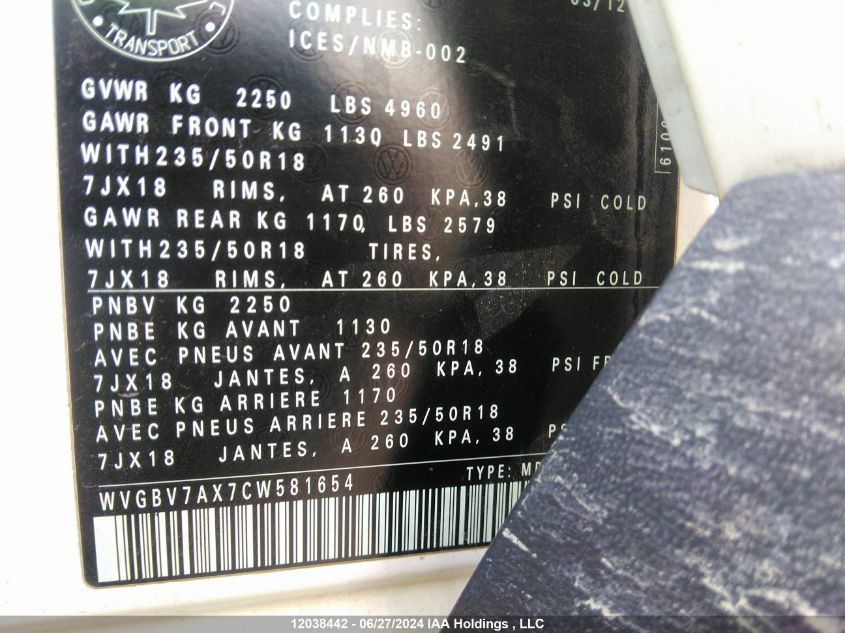 TRANSPORT
COMPLIES:
ICES/NMB-002
GVWR KG 2250 LBS 4960
GAWR FRONT KG 1130 LBS 2491
WITH235/50R18
7JX18 RIMS, AT 260 KPA,38 PSI COLD
GAWR REAR KG 1170, LBS 2579
WITH235/50R18 TIRES,
7JX18 RIMS, AT 260 KPA,38 PSI COLD
PNBV KG 2250
PNBE KG AVANT 1130
AVEC PNEUS AVANT 235/50R18
7JX18 JANTES, A 260 KPA, 38 PSI FR
PNBE KG ARRIERE 1170
AVEC PNEUS ARRIERE 235/50R18
7JX18 JANTES, A 260 KPA, 38 PS
WVGBV7AX7CW581654 TYPE: MP
12038442 - 06/27/2024 IAA Holdings , LLC